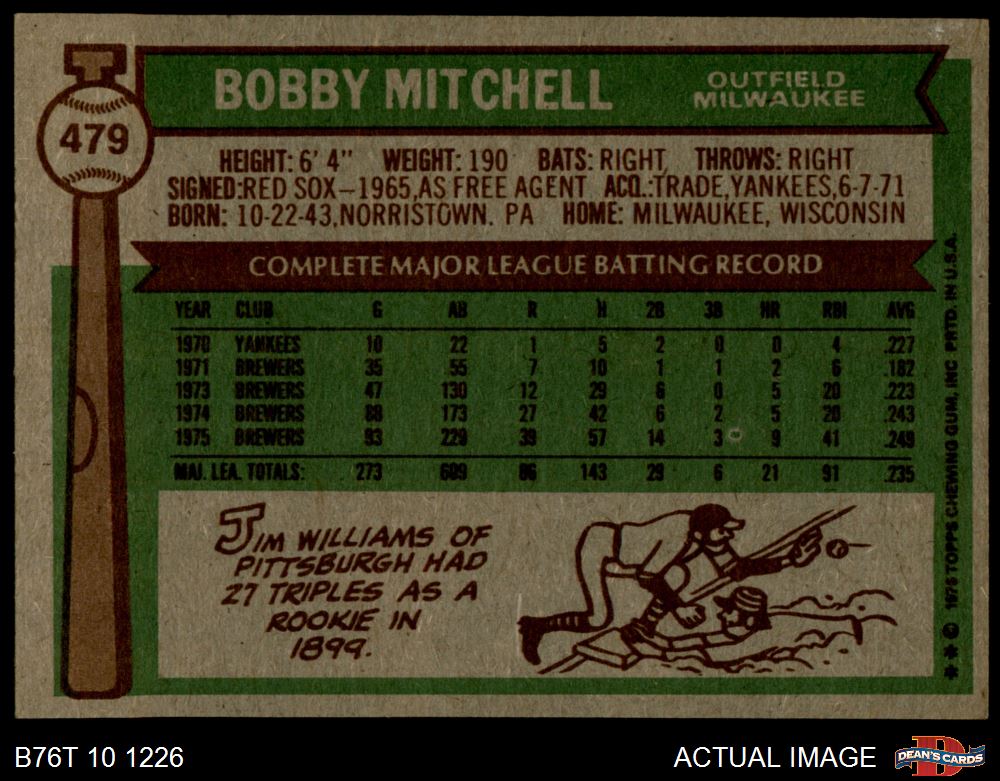 BOBBY MITCHELL
OUTFIELD
MILWAUKEE
479
HEIGHT: 6' 4" WEIGHT: 190 BATS: RIGHT, THROWS: RIGHT
SIGNED:RED SOX—1965,AS FREE AGENT ACQ.:TRADE,YANKEES,6-7-71
BORN: 10-22-43,NORRISTOWN. PA HOME: MILWAUKEE, WISCONSIN
COMPLETE MAJOR LEAGUE BATTING RECORD
YEAR CLUB G AB R H 2B 3B HR RBI AVG
1970 YANKEES 10 22 1 5 2 0 0 4 .227
1971 BREWERS 35 55 7 10 1 1 2 6 .182
1973 BREWERS 47 130 12 29 6 0 5 20 .223
1974 BREWERS 88 173 27 42 6 2 5 20 .243
1975 BREWERS 93 229 39 57 14 3 9 41 .249
MAJ. LEA. TOTALS: 273 609 86 143 29 6 21 91 .235
JIM WILLIAMS OF
PITTSBURGH HAD
27 TRIPLES AS A
ROOKIE IN
1899.
*** © 1976 TOPPS CHEWING GUM, INC PRTD. IN U.S.A.
B76T 10 1226
ACTUAL IMAGE
D
DEAN'S CARDS